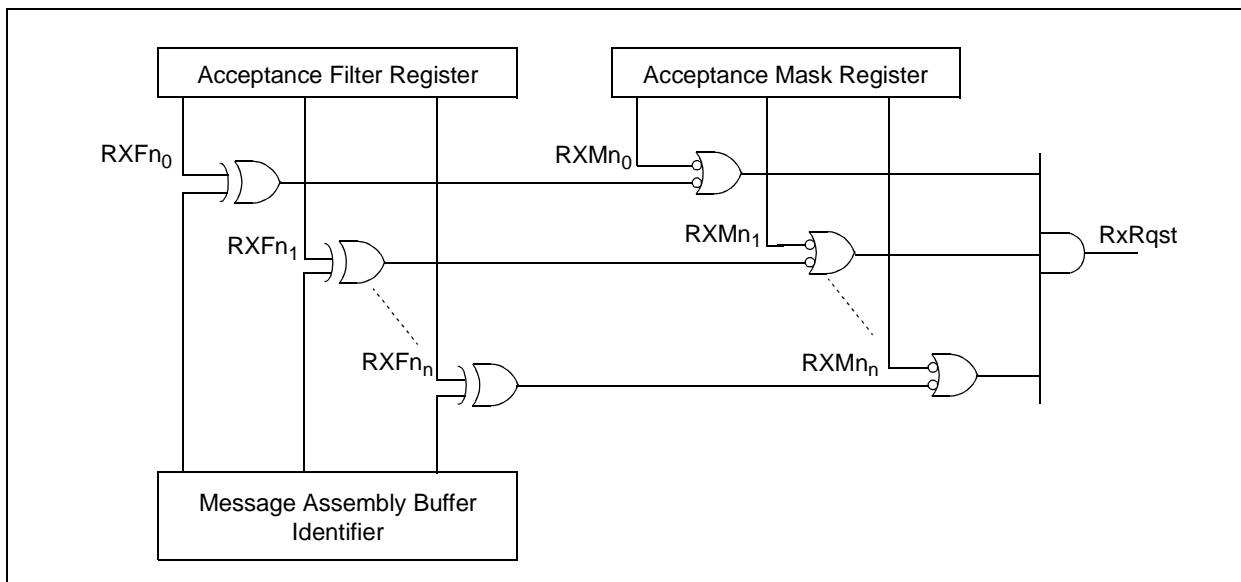 Acceptance Filter Register
Acceptance Mask Register
RXFn0
RXMn0
RXFn1
RXMn1
RxRqst
RXFnn
RXMnn
Message Assembly Buffer
Identifier